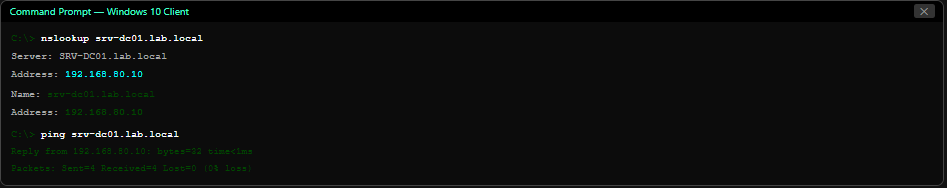 Command Prompt — Windows 10 Client
C:\> nslookup srv-dc01.lab.local
Server: SRV-DC01.lab.local
Address: 192.168.80.10
Name: srv-dc01.lab.local
Address: 192.168.80.10
C:\> ping srv-dc01.lab.local
Reply from 192.168.80.10: bytes=32 time<1ms
Packets: Sent=4 Received=4 Lost=0 (0% loss)